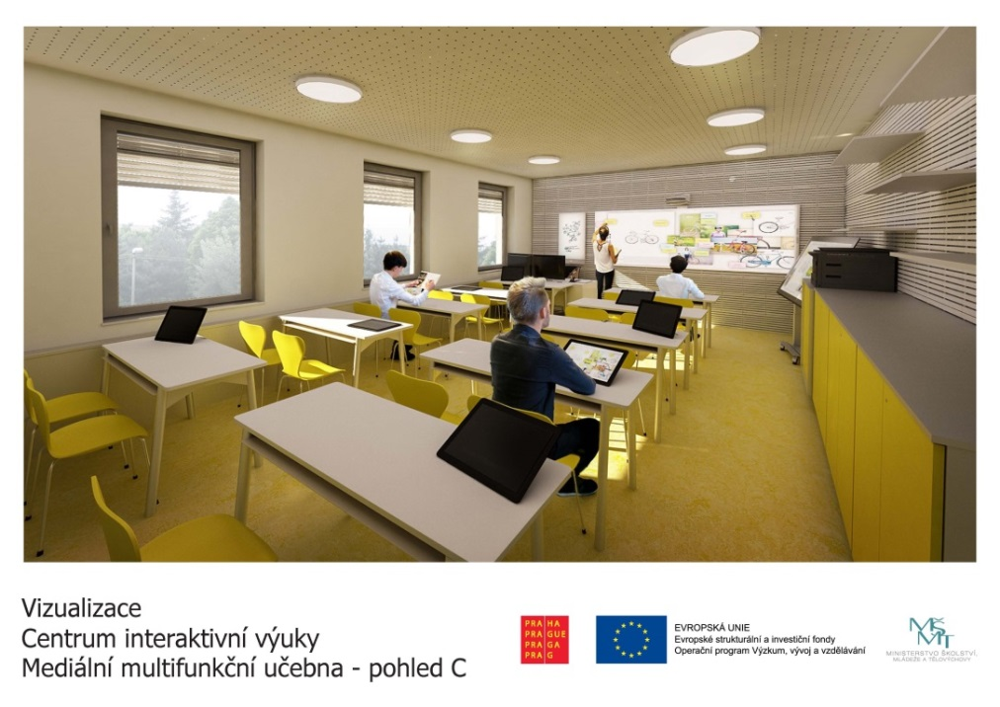 Vizualizace
Centrum interaktivní výuky
Mediální multifunkční učebna - pohled C
PRA HA
PRA GUE
PRA GA
PRA G
EVROPSKÁ UNIE
Evropské strukturální a investiční fondy
Operační program Výzkum, vývoj a vzdělávání
MŠMT
MINISTERSTVO ŠKOLSTVÍ,
MLÁDEŽE A TĚLOVÝCHOVY